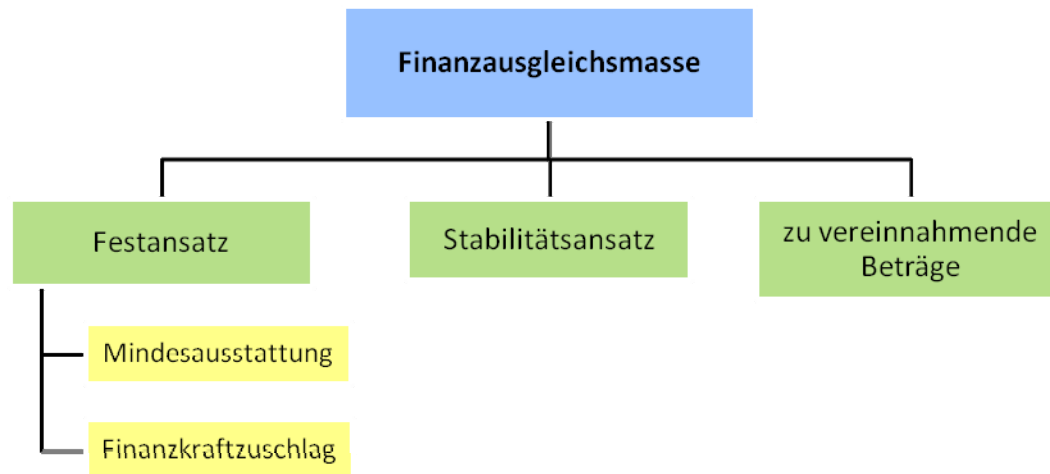 Finanzausgleichsmasse
Festansatz
Stabilitätsansatz
zu vereinnahmende
Beträge
Mindesausstattung
Finanzkraftzuschlag